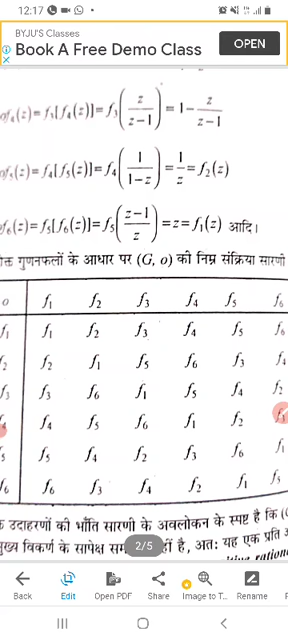 12:17
BYJU'S Classes
Book A Free Demo Class
OPEN
of₄(z)=f₃[f₄(z)]=f₃(z/(z−1))=1−z/(z−1)
of₅(z)=f₄[f₅(z)]=f₄(1/(1−z))=1/z=f₂(z)
f₆(z)=f₅[f₆(z)]=f₅((z−1)/z)=z=f₁(z) आदि।
क्त गुणनफलों के आधार पर (G, o) की निम्न संक्रिया सारणी
o f₁ f₂ f₃ f₄ f₅ f₆
f₁ f₁ f₂ f₃ f₄ f₅ f₆
f₂ f₂ f₁ f₅ f₆ f₃ f₄
f₃ f₃ f₆ f₁ f₅ f₄ f₂
f₄ f₄ f₅ f₆ f₁ f₂ f₃
f₅ f₅ f₄ f₂ f₃ f₆ f₁
f₆ f₆ f₃ f₄ f₂ f₁ f₅
उदाहरणों की भाँति सारणी के अवलोकन के स्पष्ट है कि
मुख्य विकर्ण के सापेक्ष 2/5 है, अतः यह एक
Back Edit Open PDF Share Image to T... Rename